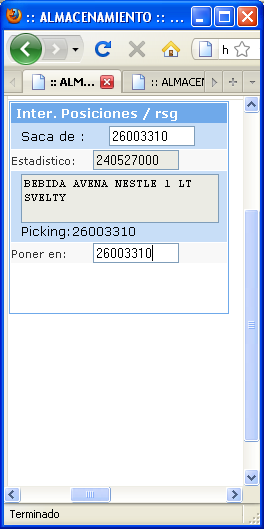 :: ALMACENAMIENTO :: ...
h
:: ALM...
:: ALMACEN
Inter. Posiciones / rsg
Saca de : 26003310
Estadistico: 240527000
BEBIDA AVENA NESTLE 1 LT
SVELTY
Picking: 26003310
Poner en: 26003310
Terminado